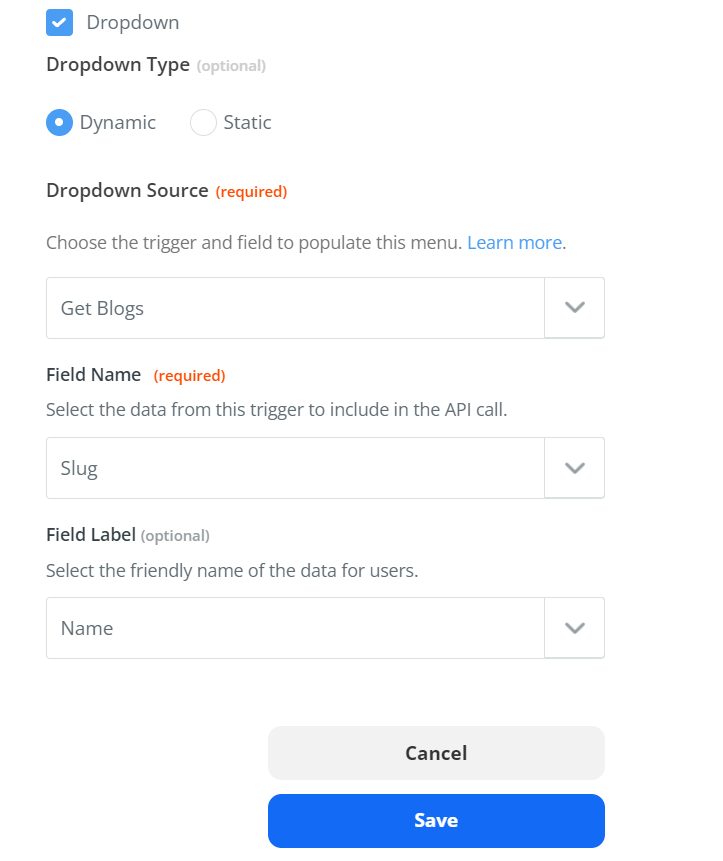 Dropdown
Dropdown Type (optional)
Dynamic Static
Dropdown Source (required)
Choose the trigger and field to populate this menu. Learn more.
Get Blogs
Field Name (required)
Select the data from this trigger to include in the API call.
Slug
Field Label (optional)
Select the friendly name of the data for users.
Name
Cancel
Save